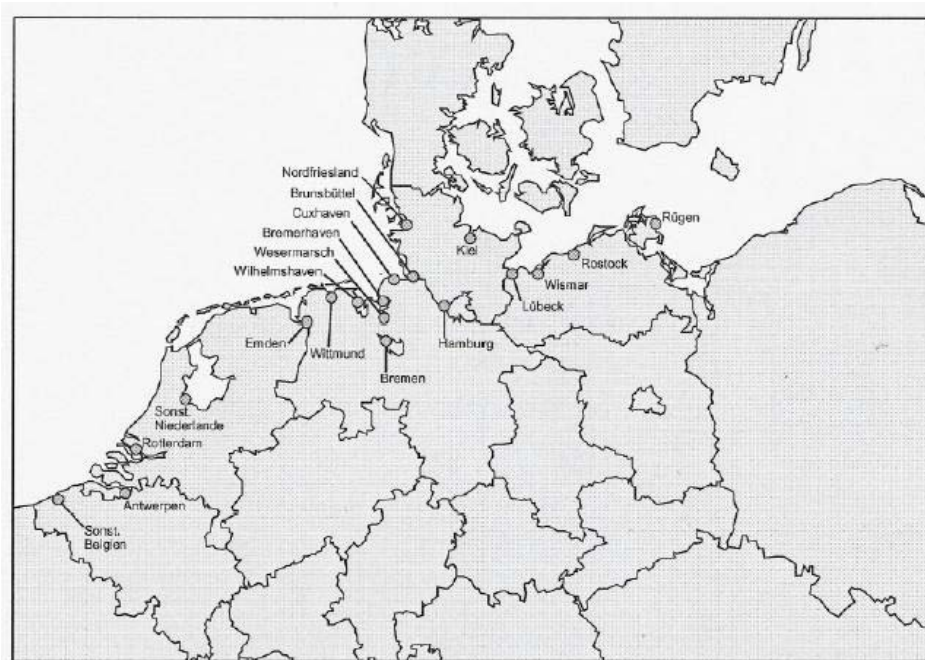 Nordfriesland
Brunsbüttel
Cuxhaven
Bremerhaven
Wesermarsch
Wilhelmshaven
Rügen
Kiel
Rostock
Wismar
Lübeck
Emden
Wittmund
Hamburg
Bremen
Sonst.
Niederlande
Rotterdam
Antwerpen
Sonst.
Belgien